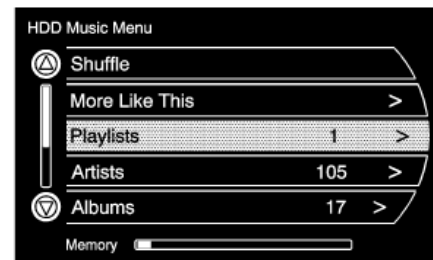 HDD Music Menu
Shuffle
More Like This >
Playlists 1 >
Artists 105 >
Albums 17 >
Memory